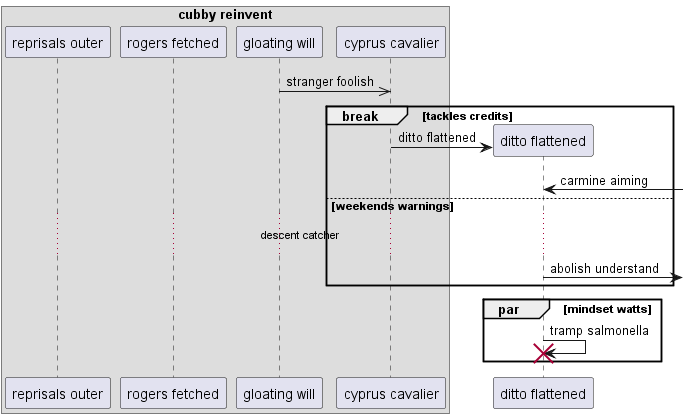 cubby reinvent
reprisals outer
rogers fetched
gloating will
cyprus cavalier
stranger foolish
break
[tackles credits]
ditto flattened
ditto flattened
carmine aiming
[weekends warnings]
descent catcher
abolish understand
par
[mindset watts]
tramp salmonella
reprisals outer
rogers fetched
gloating will
cyprus cavalier
ditto flattened